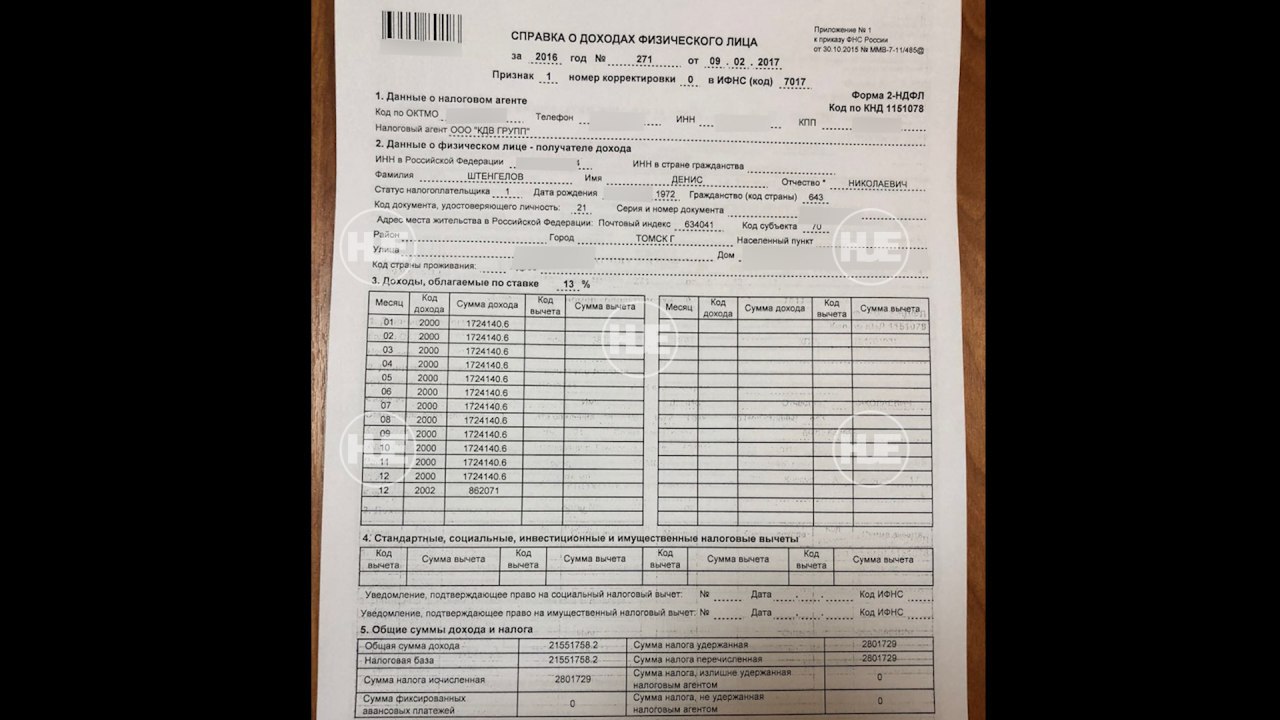 СПРАВКА О ДОХОДАХ ФИЗИЧЕСКОГО ЛИЦА
Приложение № 1
к приказу ФНС России
от 30.10.2015 № ММВ-7-11/485@
за 2016 год № 271 от 09 . 02 . 2017
Признак 1 номер корректировки 0 в ИФНС (код) 7017
Форма 2-НДФЛ
Код по КНД 1151078
1. Данные о налоговом агенте
Код по ОКТМО Телефон ИНН КПП
Налоговый агент ООО "КДВ ГРУПП"
2. Данные о физическом лице - получателе дохода
ИНН в Российской Федерации ИНН в стране гражданства
Фамилия ШТЕНГЕЛОВ Имя ДЕНИС Отчество * НИКОЛАЕВИЧ
Статус налогоплательщика 1 Дата рождения 1972 Гражданство (код страны) 643
Код документа, удостоверяющего личность: 21 Серия и номер документа
Адрес места жительства в Российской Федерации: Почтовый индекс 634041 Код субъекта 70
Район Город ТОМСК Г Населенный пункт
Улица Дом
Код страны проживания:
3. Доходы, облагаемые по ставке 13 %
Месяц Код дохода Сумма дохода Код вычета Сумма вычета Месяц Код дохода Сумма дохода Код вычета Сумма вычета
01 2000 1724140.6
02 2000 1724140.6
03 2000 1724140.6
04 2000 1724140.6
05 2000 1724140.6
06 2000 1724140.6
07 2000 1724140.6
08 2000 1724140.6
09 2000 1724140.6
10 2000 1724140.6
11 2000 1724140.6
12 2000 1724140.6
12 2002 862071
4. Стандартные, социальные, инвестиционные и имущественные налоговые вычеты
Код вычета Сумма вычета Код вычета Сумма вычета Код вычета Сумма вычета Код вычета Сумма вычета
Уведомление, подтверждающее право на социальный налоговый вычет: № Дата . . Код ИФНС
Уведомление, подтверждающее право на имущественный налоговый вычет: № Дата . . Код ИФНС
5. Общие суммы дохода и налога
Общая сумма дохода 21551758.2 Сумма налога удержанная 2801729
Налоговая база 21551758.2 Сумма налога перечисленная 2801729
Сумма налога исчисленная 2801729 Сумма налога, излишне удержанная налоговым агентом 0
Сумма фиксированных авансовых платежей 0 Сумма налога, не удержанная налоговым агентом 0